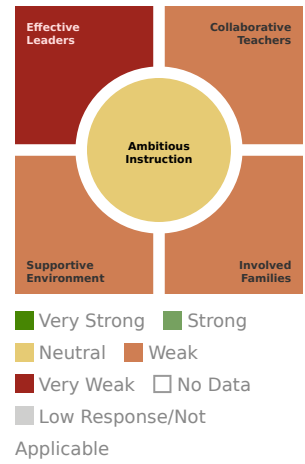 Effective
Leaders
Collaborative
Teachers
Ambitious
Instruction
Supportive
Environment
Involved
Families
Very Strong
Strong
Neutral
Weak
Very Weak
No Data
Low Response/Not
Applicable